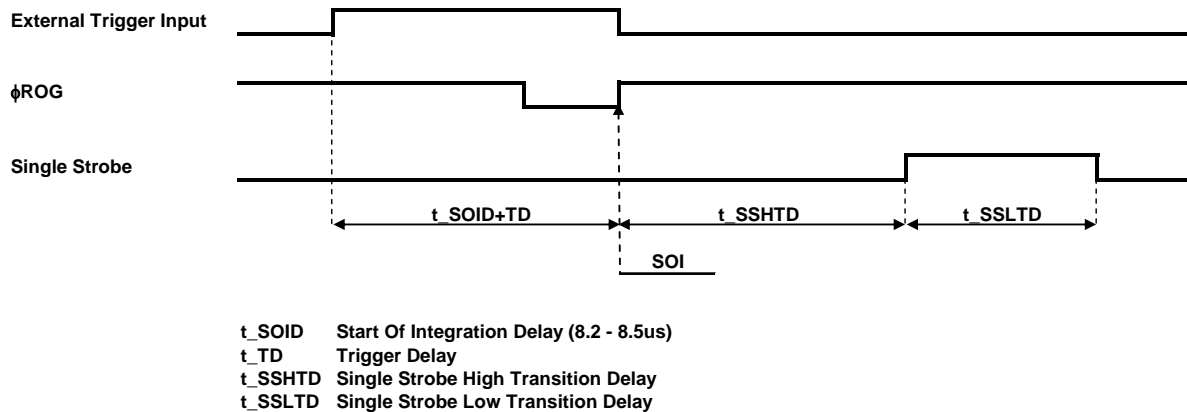 External Trigger Input
ϕROG
Single Strobe
t_SOID+TD
t_SSHTD
t_SSLTD
SOI
t_SOID Start Of Integration Delay (8.2 - 8.5us)
t_TD Trigger Delay
t_SSHTD Single Strobe High Transition Delay
t_SSLTD Single Strobe Low Transition Delay